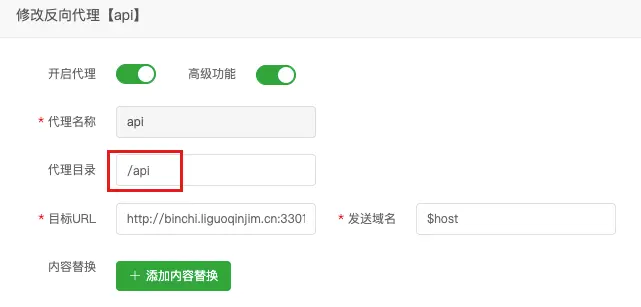 修改反向代理【api】
开启代理 高级功能
* 代理名称 api
代理目录 /api
* 目标URL http://binchi.liguoqinjim.cn:3301 * 发送域名 $host
内容替换 + 添加内容替换